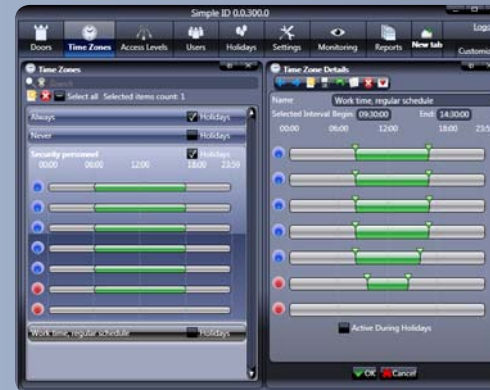 Simple ID 0.0.300.0
Doors Time Zones Access Levels Users Holidays Settings Monitoring Reports New tab
Customiz
Time Zones
Select all Selected items count: 1
Always Holidays
Never Holidays
Security personnel Holidays
00:00 06:00 12:00 18:00 23:59
Work time, regular schedule Holidays
Time Zone Details
Name Work time, regular schedule
Selected Interval Begin: 09:30:00 End: 14:30:00
00:00 06:00 12:00 18:00 23:5
Active During Holidays
OK Cancel